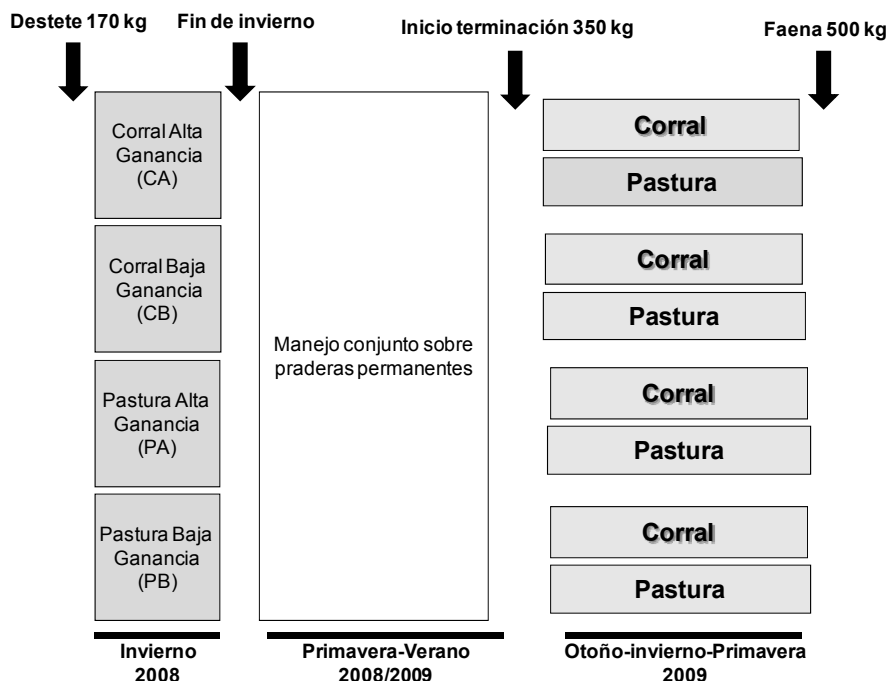 Destete 170 kg
Fin de invierno
Inicio terminación 350 kg
Faena 500 kg
Corral Alta
Ganancia
(CA)
Corral Baja
Ganancia
(CB)
Pastura Alta
Ganancia
(PA)
Pastura Baja
Ganancia
(PB)
Manejo conjunto sobre
praderas permanentes
Corral
Pastura
Corral
Pastura
Corral
Pastura
Corral
Pastura
Invierno
2008
Primavera-Verano
2008/2009
Otoño-invierno-Primavera
2009